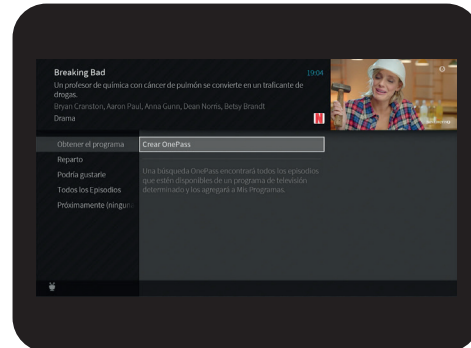 Breaking Bad
19:04
Un profesor de química con cáncer de pulmón se convierte en un traficante de
drogas.
Bryan Cranston, Aaron Paul, Anna Gunn, Dean Norris, Betsy Brandt
Drama
N
Obtener el programa
Crear OnePass
Reparto
Podría gustarle
Todos los Episodios
Próximamente (ningun
Una búsqueda OnePass encontrará todos los episodios
que estén disponibles de un programa de televisión
determinado y los agregará a Mis Programas.